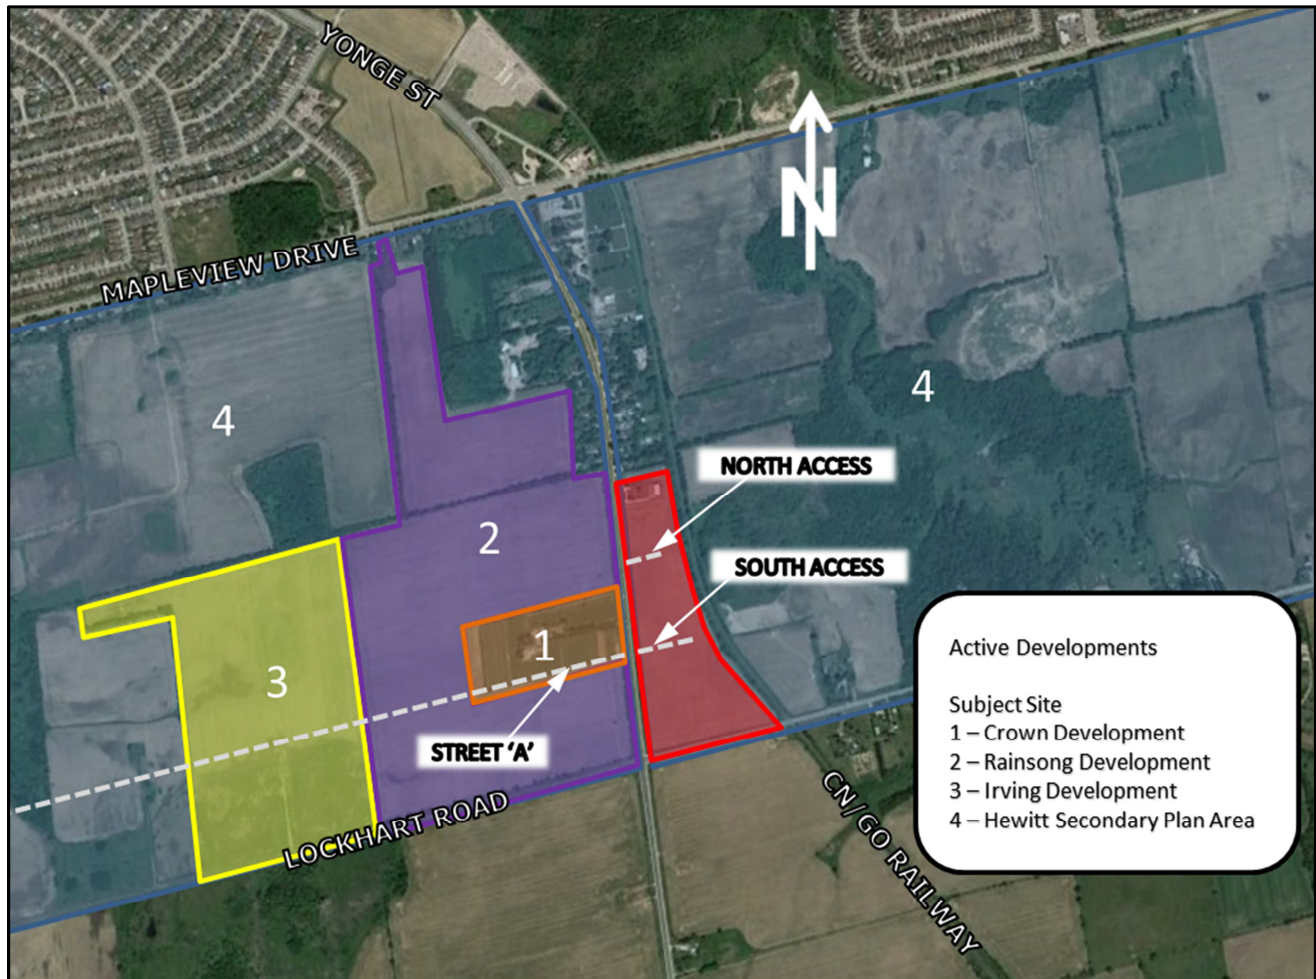 YONGE ST
N
MAPLEVIEW DRIVE
4
4
NORTH ACCESS
2
SOUTH ACCESS
1
3
STREET 'A'
LOCKHART ROAD
CN/GO RAILWAY
Active Developments
Subject Site
1 – Crown Development
2 – Rainsong Development
3 – Irving Development
4 – Hewitt Secondary Plan Area